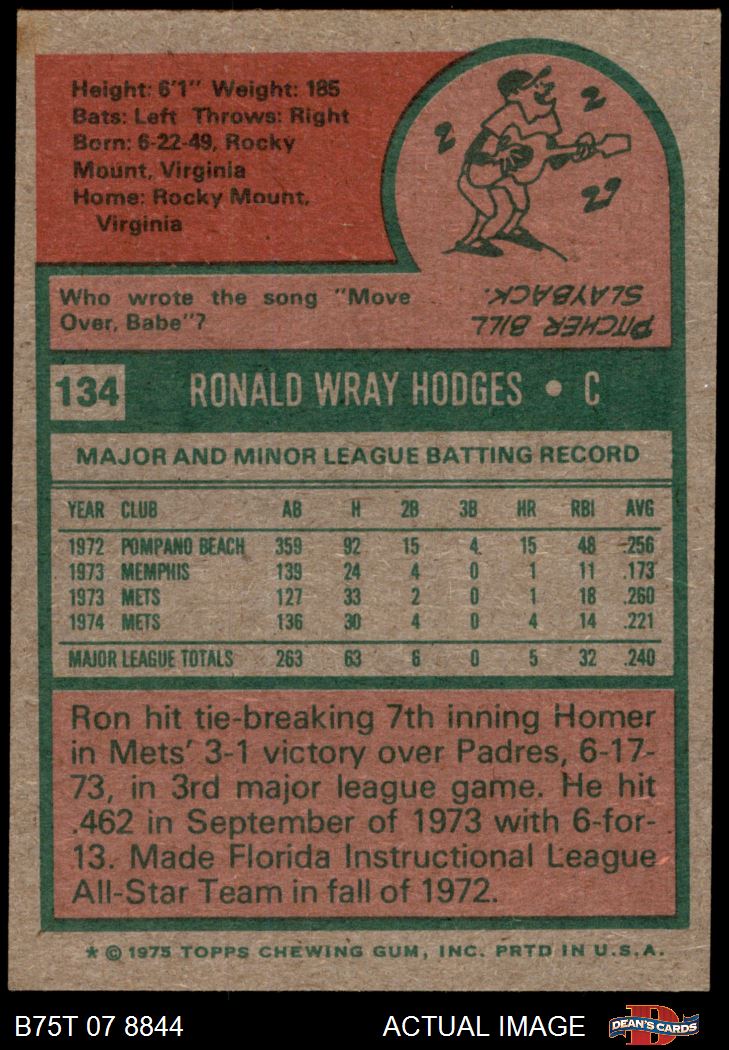 Height: 6'1" Weight: 185
Bats: Left Throws: Right
Born: 6-22-49, Rocky
Mount, Virginia
Home: Rocky Mount,
Virginia
Who wrote the song "Move
Over, Babe"?
PITCHER BILL
SLAYBACK.
134 RONALD WRAY HODGES • C
MAJOR AND MINOR LEAGUE BATTING RECORD
YEAR CLUB AB H 2B 3B HR RBI AVG
1972 POMPANO BEACH 359 92 15 4 15 48 .256
1973 MEMPHIS 139 24 4 0 1 11 .173
1973 METS 127 33 2 0 1 18 .260
1974 METS 136 30 4 0 4 14 .221
MAJOR LEAGUE TOTALS 263 63 6 0 5 32 .240
Ron hit tie-breaking 7th inning Homer
in Mets' 3-1 victory over Padres, 6-17-
73, in 3rd major league game. He hit
.462 in September of 1973 with 6-for-
13. Made Florida Instructional League
All-Star Team in fall of 1972.
* © 1975 TOPPS CHEWING GUM, INC. PRTD IN U.S.A.
B75T 07 8844 ACTUAL IMAGE DEAN'S CARDS